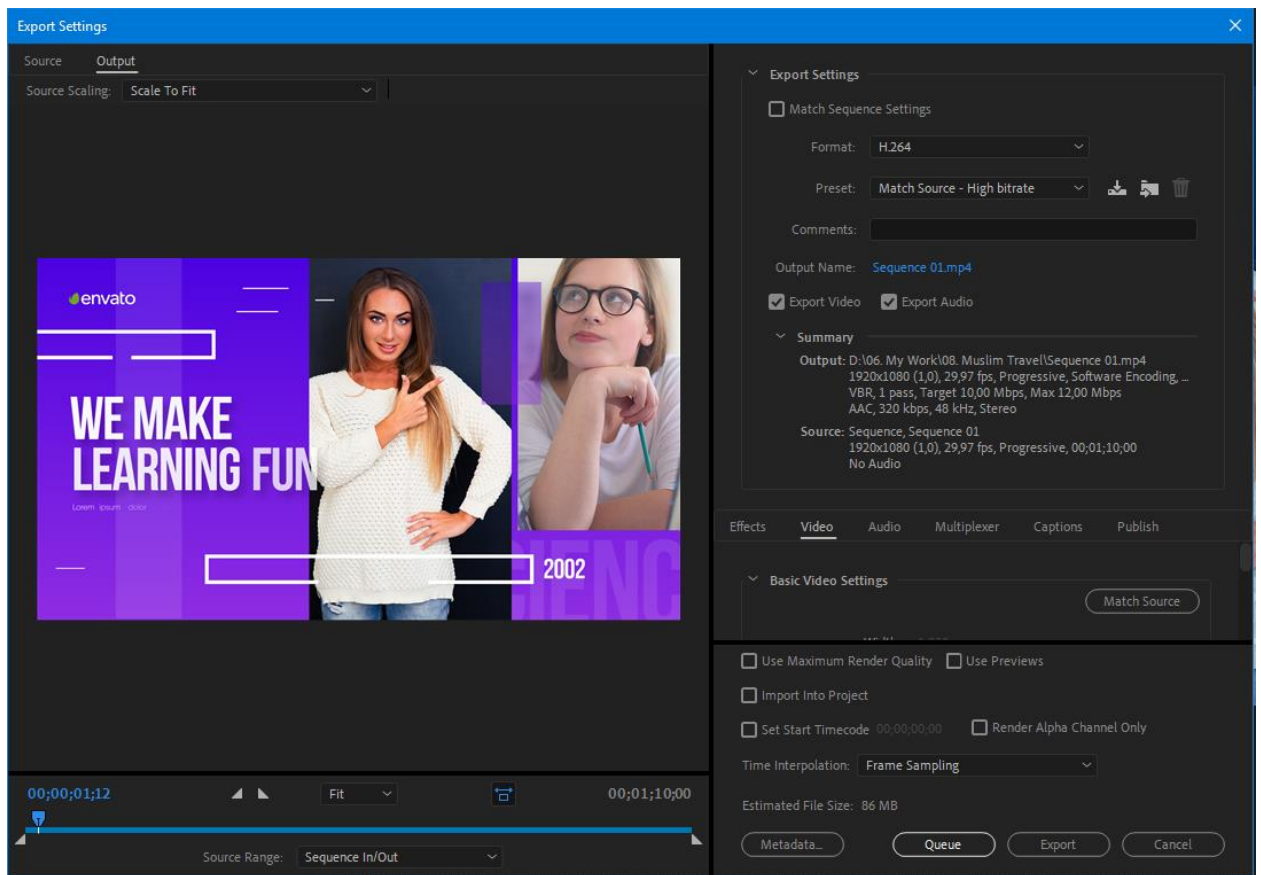 Export Settings
Source Output
Source Scaling: Scale To Fit
envato
WE MAKE
LEARNING FUN
Lorem ipsum dolor
2002
CIENC
00;00;01;12 Fit 00;01;10;00
Source Range: Sequence In/Out
Export Settings
Match Sequence Settings
Format: H.264
Preset: Match Source - High bitrate
Comments:
Output Name: Sequence 01.mp4
Export Video Export Audio
Summary
Output: D:\06. My Work\08. Muslim Travel\Sequence 01.mp4
1920x1080 (1,0), 29,97 fps, Progressive, Software Encoding, ...
VBR, 1 pass, Target 10,00 Mbps, Max 12,00 Mbps
AAC, 320 kbps, 48 kHz, Stereo
Source: Sequence, Sequence 01
1920x1080 (1,0), 29,97 fps, Progressive, 00;01;10;00
No Audio
Effects Video Audio Multiplexer Captions Publish
Basic Video Settings
Match Source
Use Maximum Render Quality Use Previews
Import Into Project
Set Start Timecode 00;00;00;00 Render Alpha Channel Only
Time Interpolation: Frame Sampling
Estimated File Size: 86 MB
Metadata... Queue Export Cancel